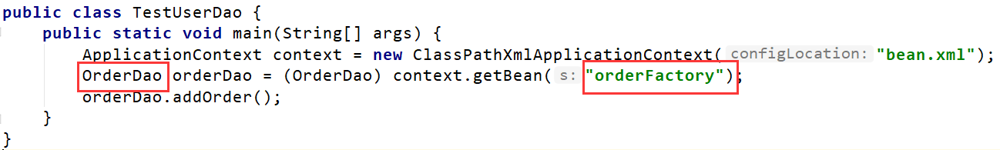 public class TestUserDao {
    public static void main(String[] args) {
        ApplicationContext context = new ClassPathXmlApplicationContext( configLocation: "bean.xml");
        OrderDao orderDao = (OrderDao) context.getBean( s: "orderFactory");
        orderDao.addOrder();
    }
}